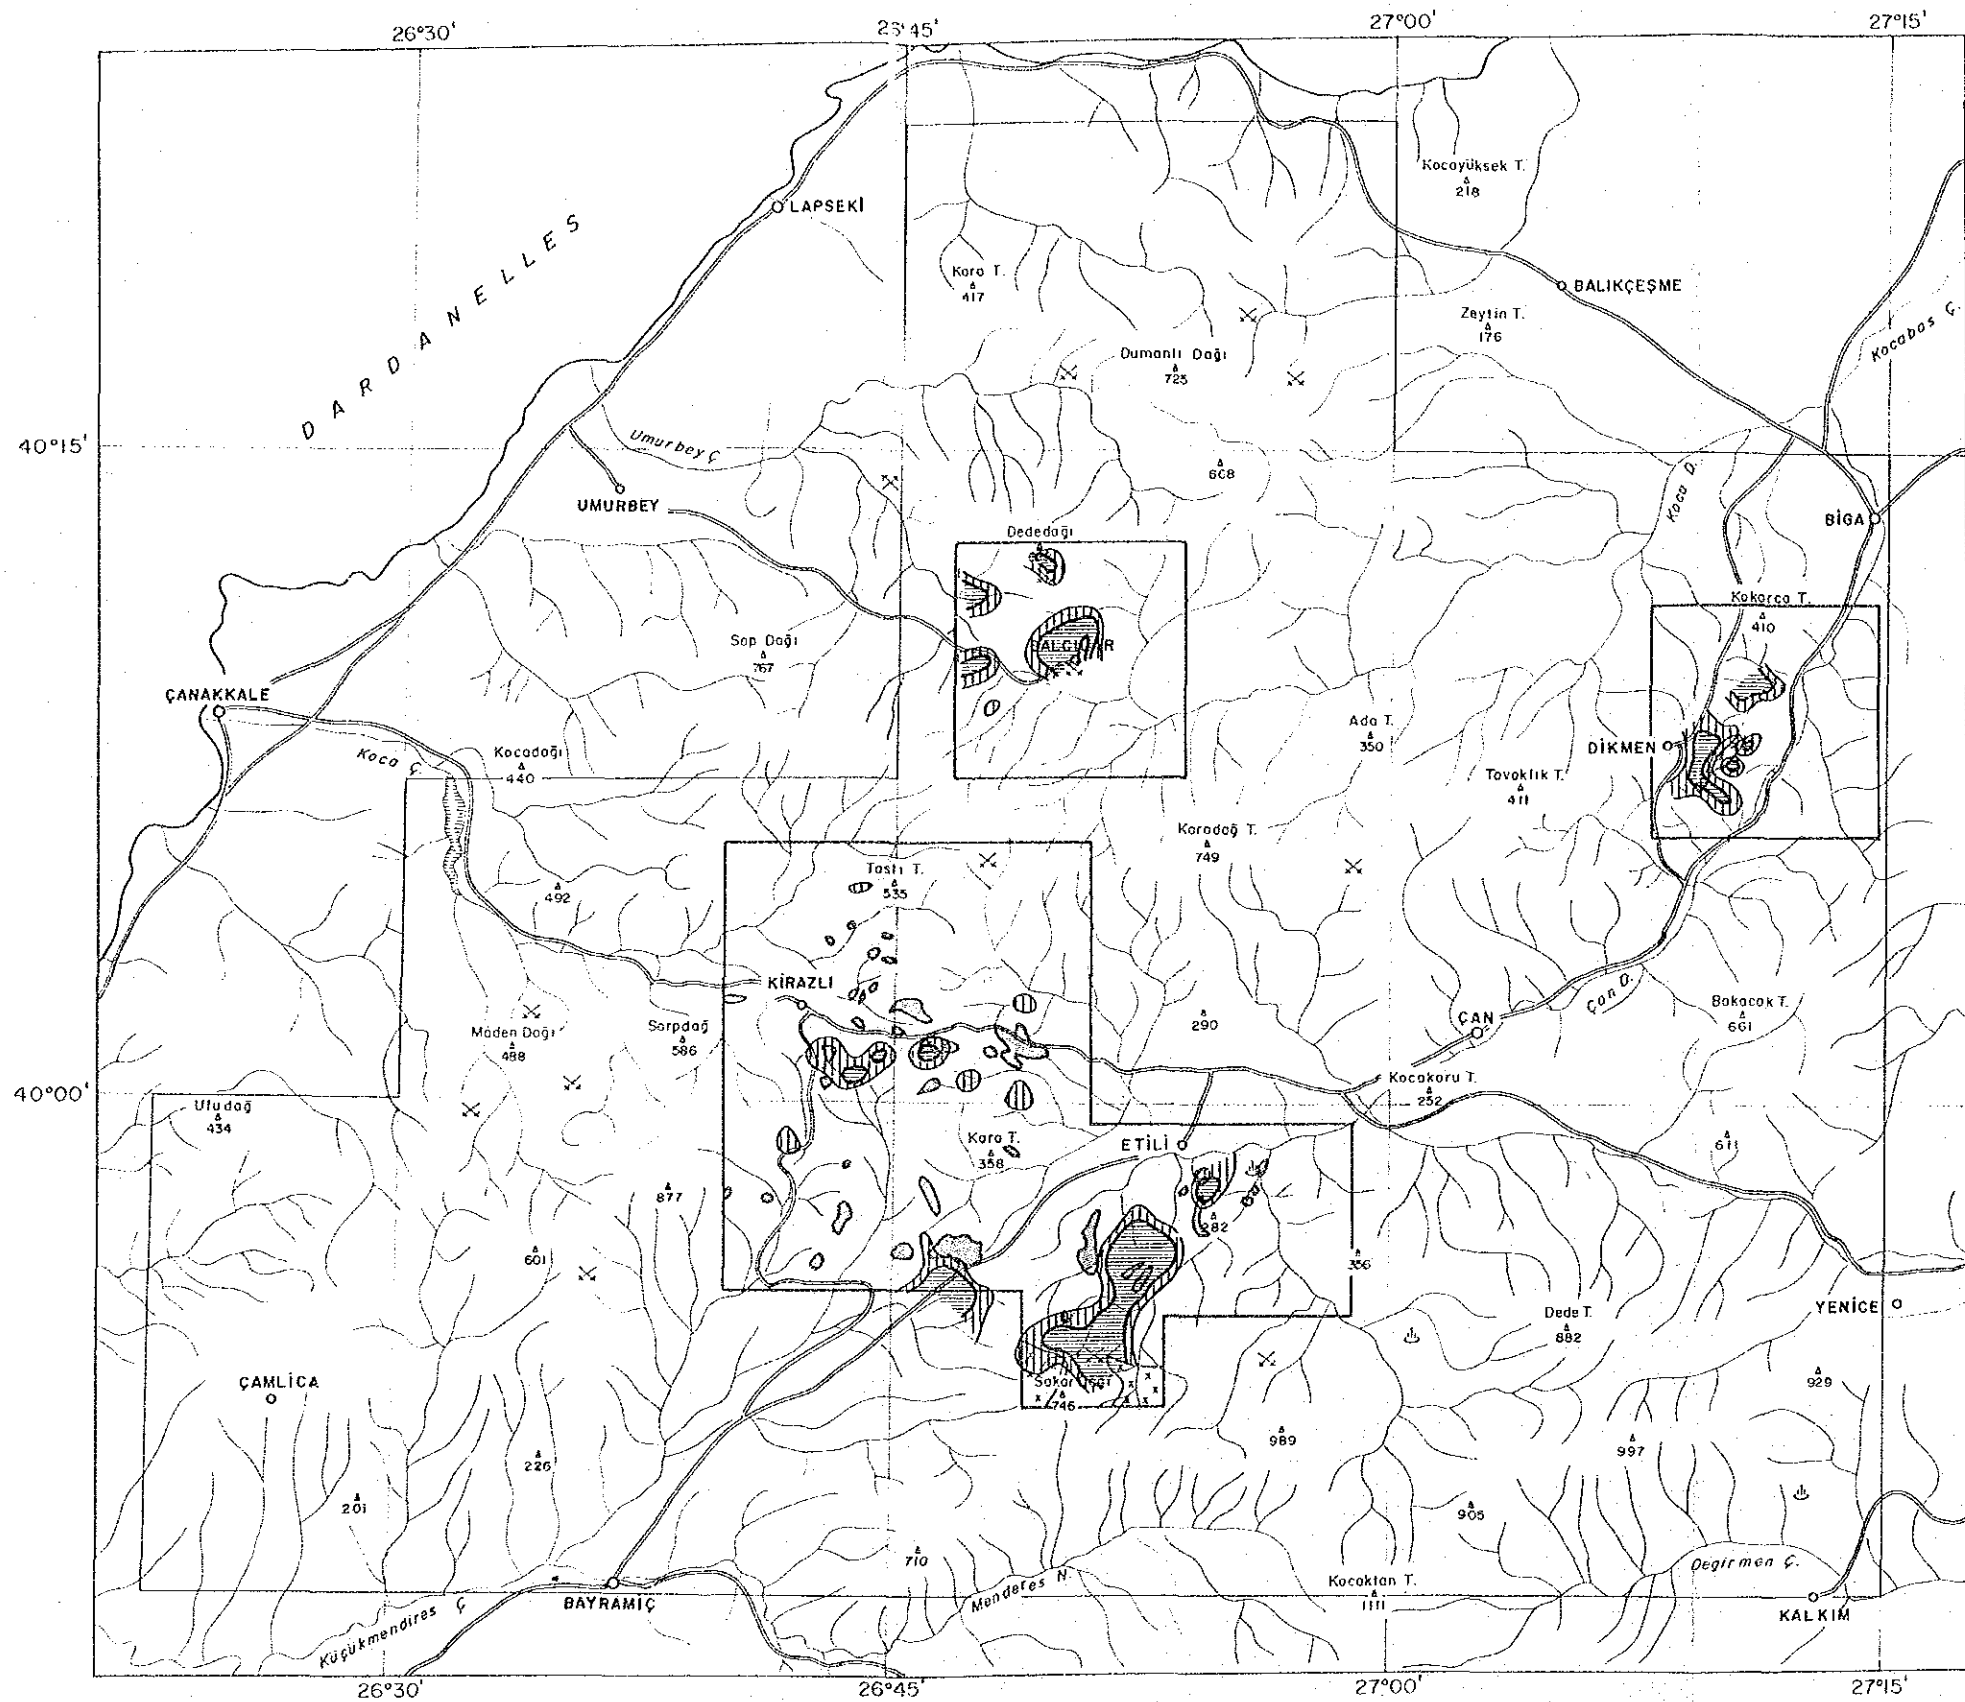 26°30'
26°45'
27°00'
27°15'
DARDANELLES
LAPSEKİ
Kocayüksek T.
218
Kara T.
417
BALIKÇEŞME
Zeytin T.
176
Kocabaş Ç.
Dumanlı Dağı
725
40°15'
Umurbey Ç.
668
Koca D.
UMURBEY
BİGA
Dededağı
Kokarca T.
410
Sap Dağı
767
ÇANAKKALE
Koca Ç.
Kocadağı
440
Ada T.
350
DİKMEN
Tavaklık T.
411
Karadağ T.
749
Taşlı T.
535
492
KİRAZLI
Çan D.
Bakacak T.
661
ÇAN
Maden Dağı
488
Sarpdağ
586
290
40°00'
Uludağ
434
Kocakoru T.
252
Kara T.
358
ETİLİ
611
877
282
601
356
YENİCE
Dede T.
882
ÇAMLICA
929
746
989
997
226
201
905
710
Değirmen Ç.
Menderes N.
Kocaktan T.
1111
BAYRAMİÇ
KALKIM
Küçükmendires Ç.
26°30'
26°45'
27°00'
27°15'